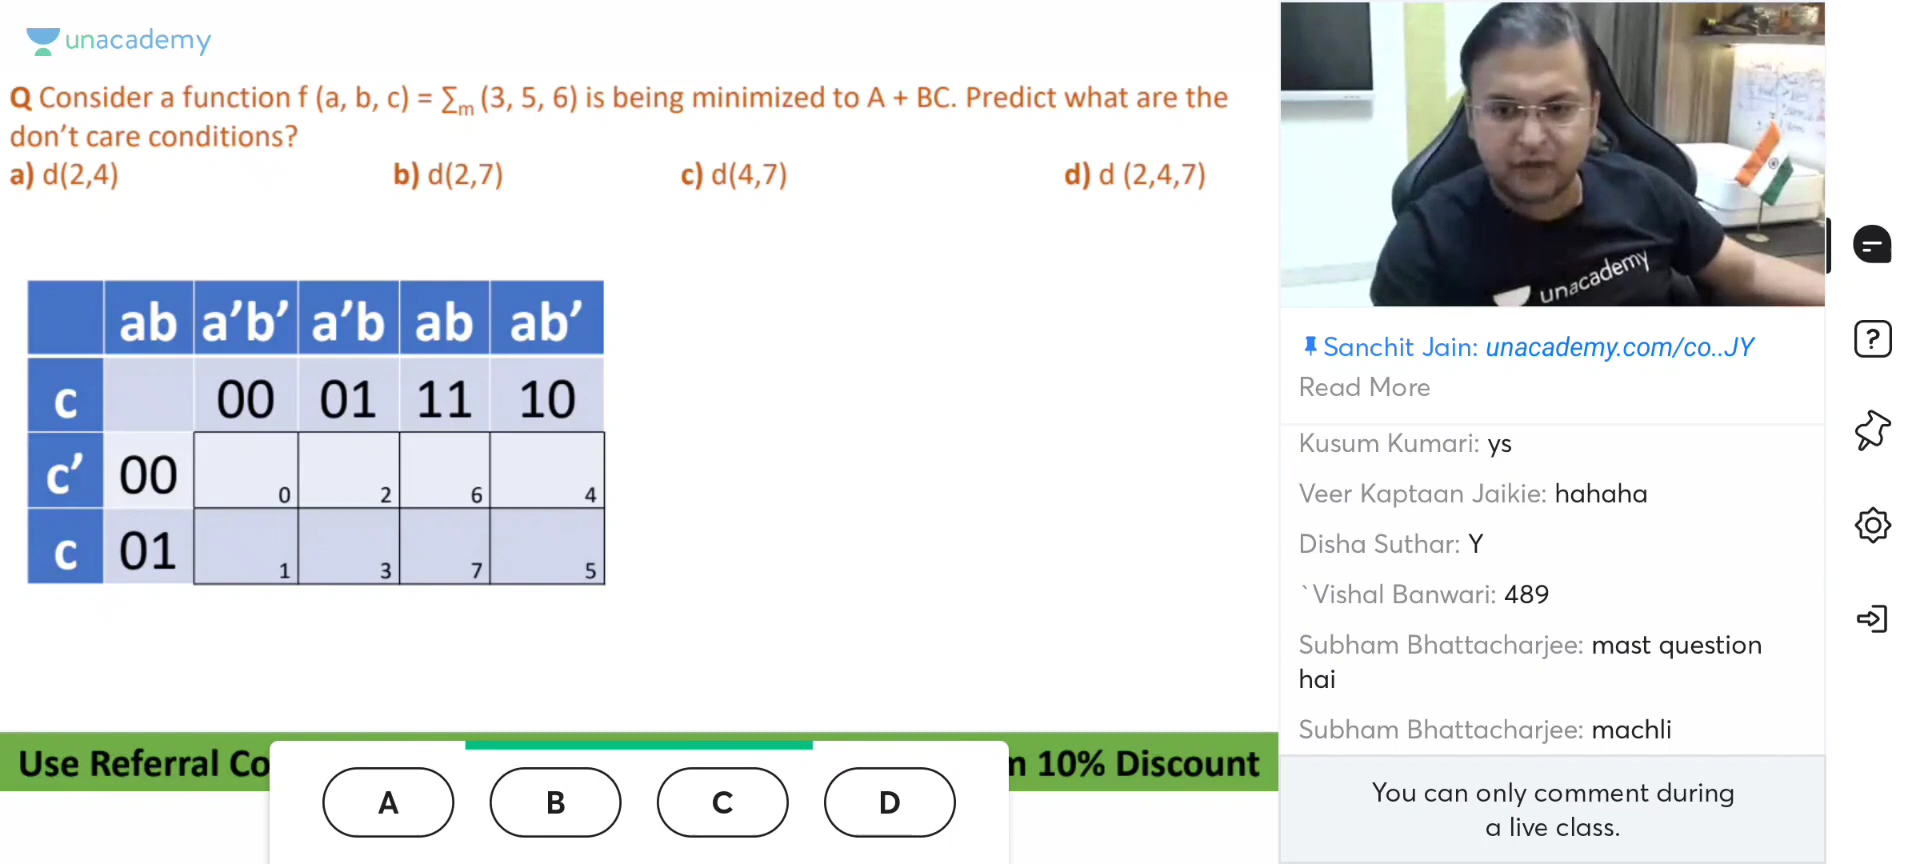 unacademy
Q Consider a function f (a, b, c) = ∑m (3, 5, 6) is being minimized to A + BC. Predict what are the
don’t care conditions?
a) d(2,4) b) d(2,7) c) d(4,7) d) d (2,4,7)
ab a’b’ a’b ab ab’
c 00 01 11 10
c’ 00 0 2 6 4
c 01 1 3 7 5
Use Referral Co m 10% Discount
A B C D
unacademy
Sanchit Jain: unacademy.com/co..JY
Read More
Kusum Kumari: ys
Veer Kaptaan Jaikie: hahaha
Disha Suthar: Y
`Vishal Banwari: 489
Subham Bhattacharjee: mast question
hai
Subham Bhattacharjee: machli
You can only comment during
a live class.
?